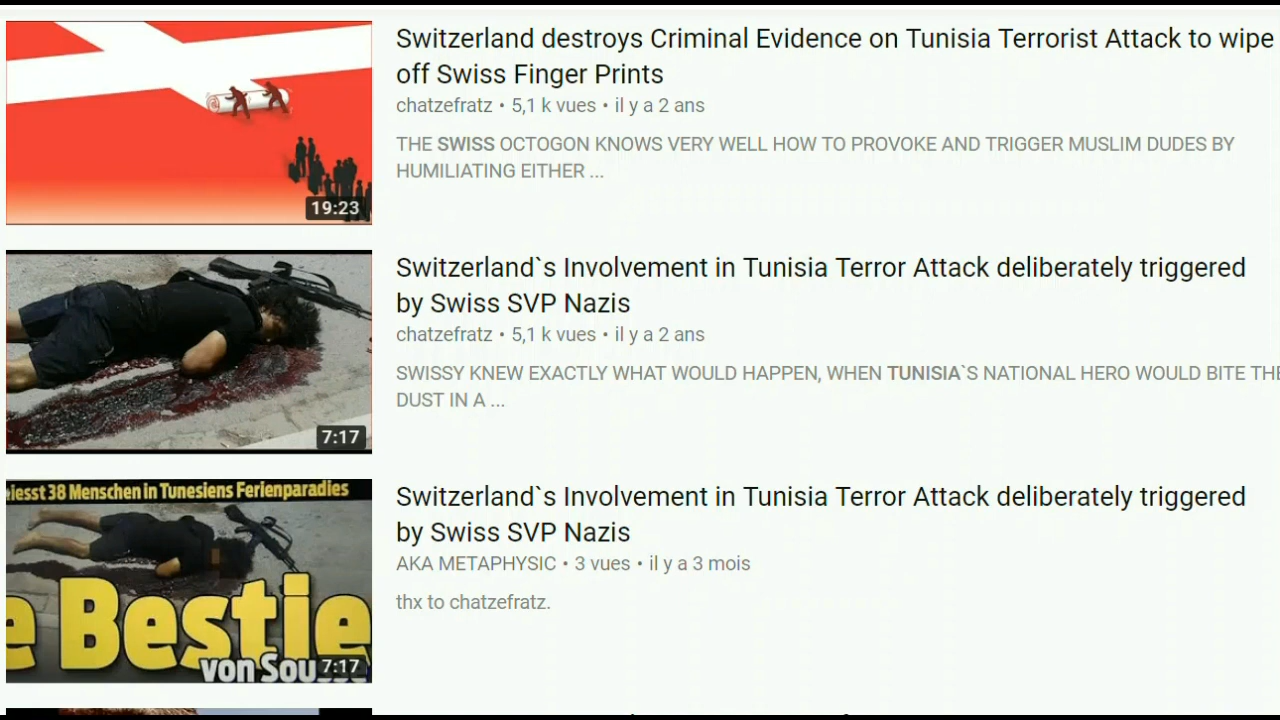 Switzerland destroys Criminal Evidence on Tunisia Terrorist Attack to wipe
off Swiss Finger Prints
chatzefratz • 5,1 k vues • il y a 2 ans
THE SWISS OCTOGON KNOWS VERY WELL HOW TO PROVOKE AND TRIGGER MUSLIM DUDES BY
HUMILIATING EITHER ...
19:23
Switzerland`s Involvement in Tunisia Terror Attack deliberately triggered
by Swiss SVP Nazis
chatzefratz • 5,1 k vues • il y a 2 ans
SWISSY KNEW EXACTLY WHAT WOULD HAPPEN, WHEN TUNISIA`S NATIONAL HERO WOULD BITE THE
DUST IN A ...
7:17
iesst 38 Menschen in Tunesiens Ferienparadies
e Bestie
von Sousse
7:17
Switzerland`s Involvement in Tunisia Terror Attack deliberately triggered
by Swiss SVP Nazis
AKA METAPHYSIC • 3 vues • il y a 3 mois
thx to chatzefratz.